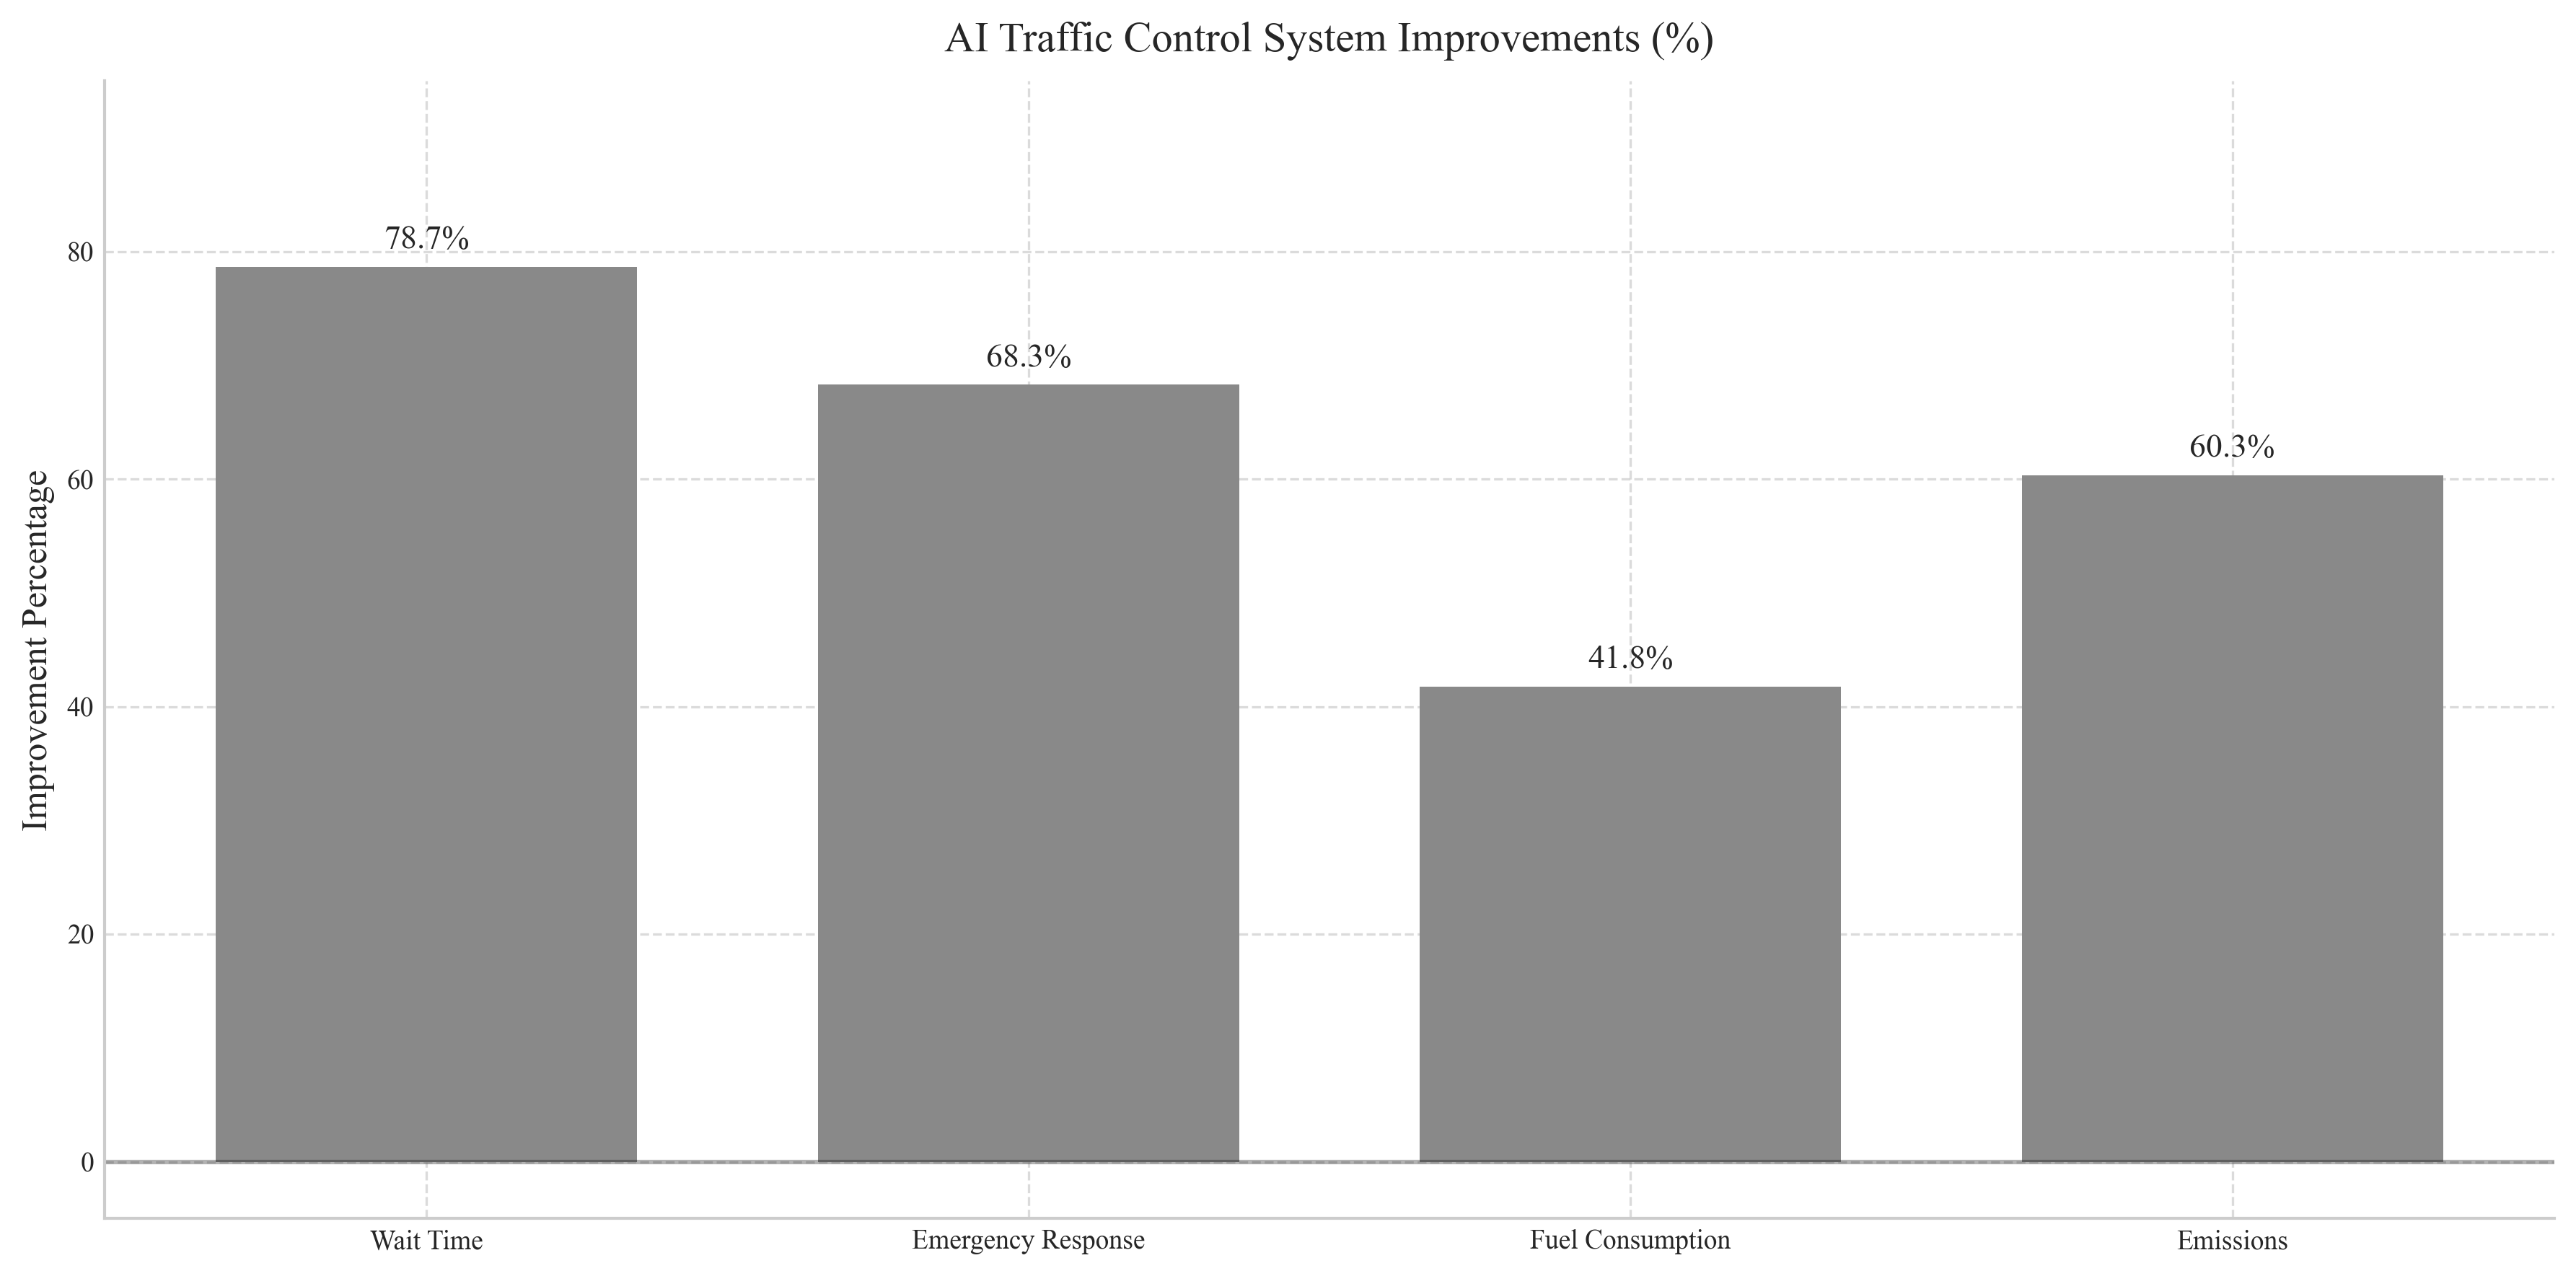 AI Traffic Control System Improvements (%)
Improvement Percentage
80
60
40
20
0
78.7%
68.3%
41.8%
60.3%
Wait Time
Emergency Response
Fuel Consumption
Emissions